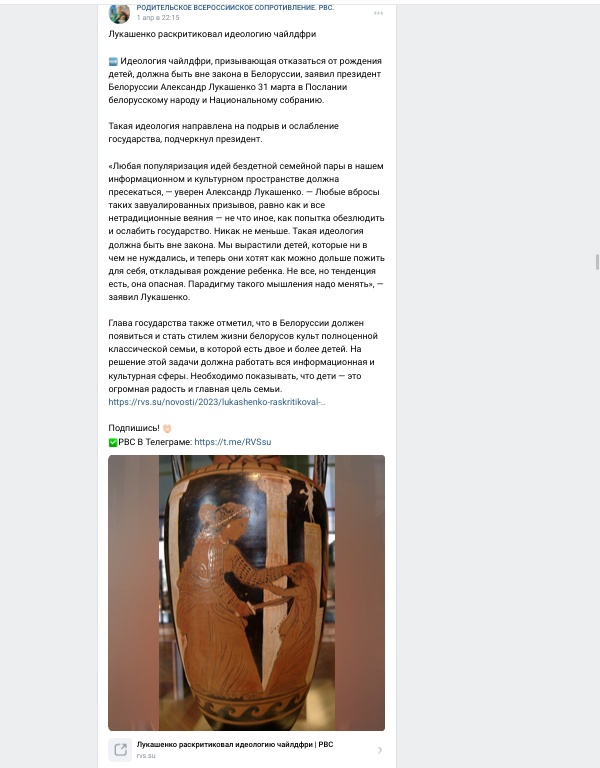 РОДИТЕЛЬСКОЕ ВСЕРОССИЙСКОЕ СОПРОТИВЛЕНИЕ. РВС.
1 апр в 22:15
Лукашенко раскритиковал идеологию чайлдфри
Идеология чайлдфри, призывающая отказаться от рождения
детей, должна быть вне закона в Белоруссии, заявил президент
Белоруссии Александр Лукашенко 31 марта в Послании
белорусскому народу и Национальному собранию.
Такая идеология направлена на подрыв и ослабление
государства, подчеркнул президент.
«Любая популяризация идей бездетной семейной пары в нашем
информационном и культурном пространстве должна
пресекаться, — уверен Александр Лукашенко. — Любые вбросы
таких завуалированных призывов, равно как и все
нетрадиционные веяния — не что иное, как попытка обезлюдить
и ослабить государство. Никак не меньше. Такая идеология
должна быть вне закона. Мы вырастили детей, которые ни в
чем не нуждались, и теперь они хотят как можно дольше пожить
для себя, откладывая рождение ребенка. Не все, но тенденция
есть, она опасная. Парадигму такого мышления надо менять», —
заявил Лукашенко.
Глава государства также отметил, что в Белоруссии должен
появиться и стать стилем жизни белорусов культ полноценной
классической семьи, в которой есть двое и более детей. На
решение этой задачи должна работать вся информационная и
культурная сферы. Необходимо показывать, что дети — это
огромная радость и главная цель семьи.
https://rvs.su/novosti/2023/lukashenko-raskritikoval-..
Подпишись!
РВС В Телеграме: https://t.me/RVSsu
Лукашенко раскритиковал идеологию чайлдфри | РВС
rvs.su